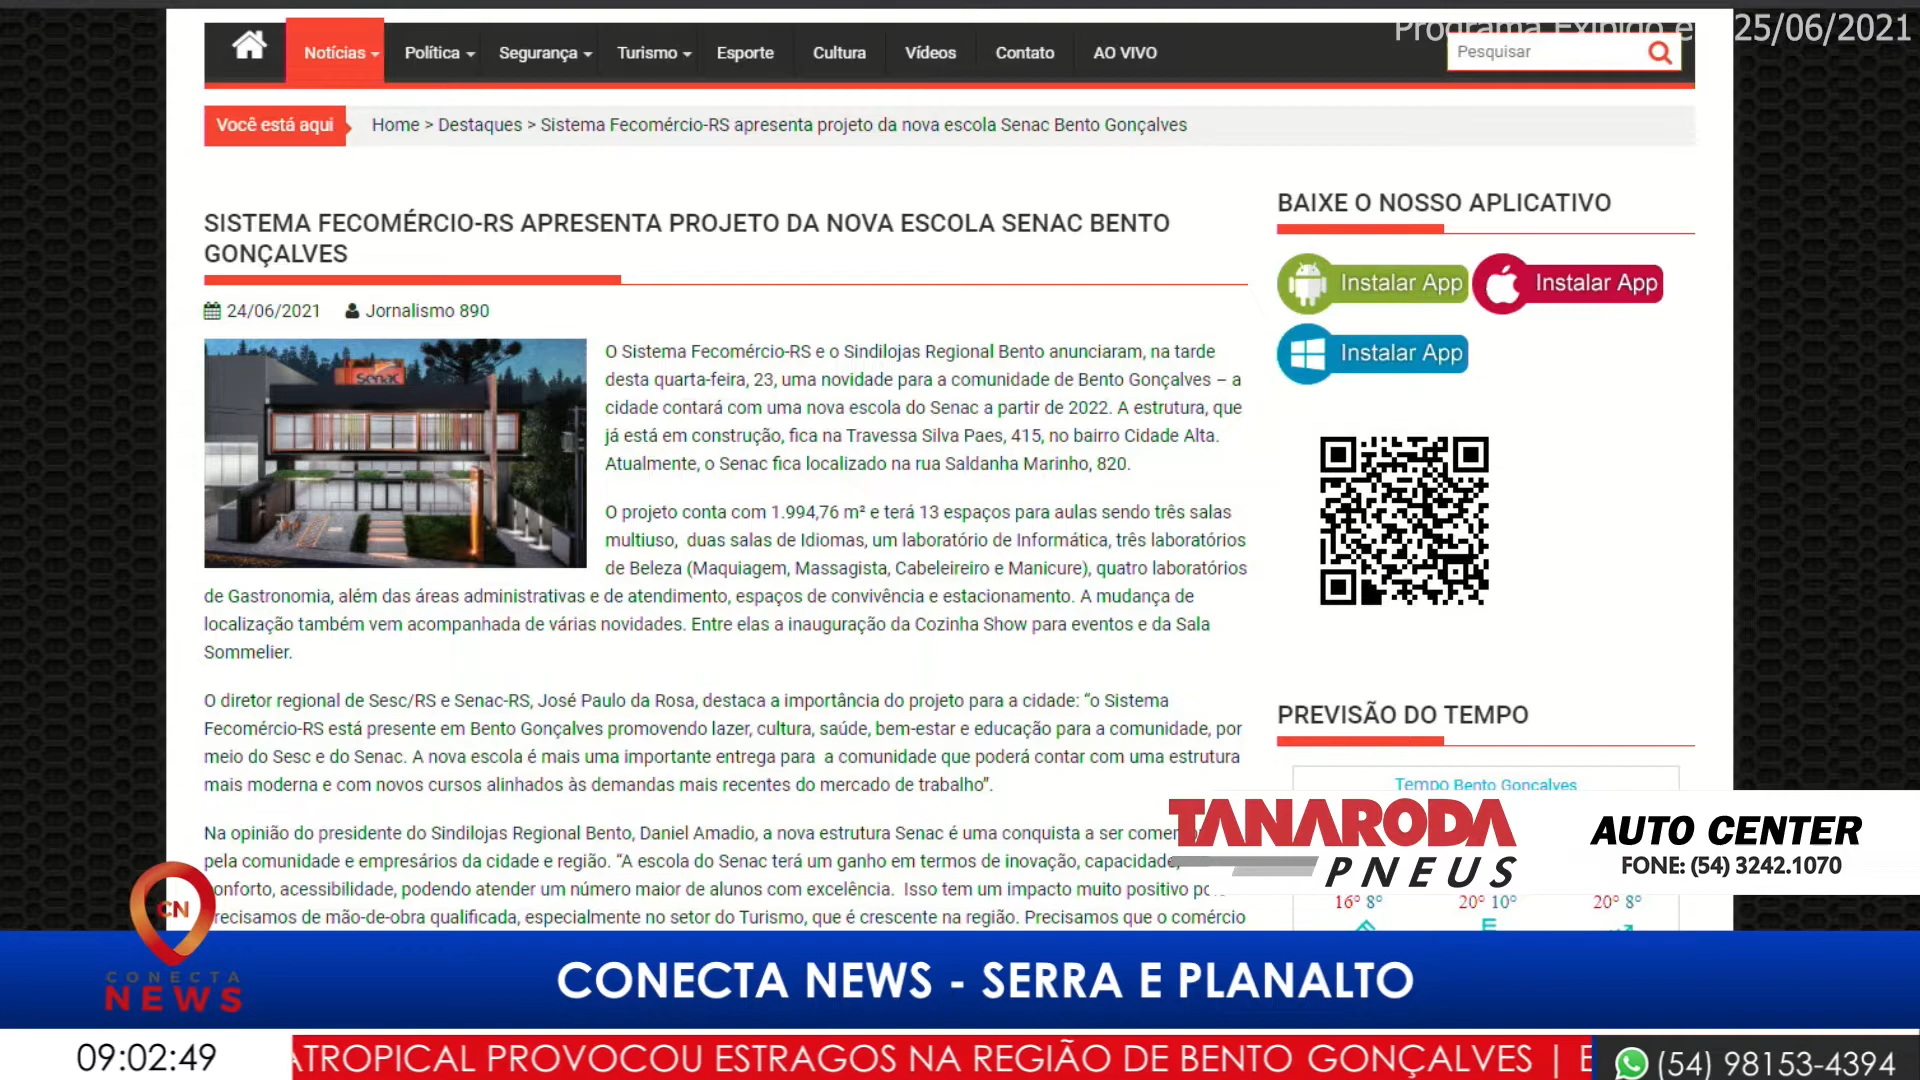 Programa Exibido e 25/06/2021
Notícias
Política
Segurança
Turismo
Esporte
Cultura
Vídeos
Contato
AO VIVO
Pesquisar
Você está aqui
Home > Destaques > Sistema Fecomércio-RS apresenta projeto da nova escola Senac Bento Gonçalves
SISTEMA FECOMÉRCIO-RS APRESENTA PROJETO DA NOVA ESCOLA SENAC BENTO
GONÇALVES
24/06/2021 Jornalismo 890
Senac
O Sistema Fecomércio-RS e o Sindilojas Regional Bento anunciaram, na tarde
desta quarta-feira, 23, uma novidade para a comunidade de Bento Gonçalves – a
cidade contará com uma nova escola do Senac a partir de 2022. A estrutura, que
já está em construção, fica na Travessa Silva Paes, 415, no bairro Cidade Alta.
Atualmente, o Senac fica localizado na rua Saldanha Marinho, 820.
O projeto conta com 1.994,76 m² e terá 13 espaços para aulas sendo três salas
multiuso, duas salas de Idiomas, um laboratório de Informática, três laboratórios
de Beleza (Maquiagem, Massagista, Cabeleireiro e Manicure), quatro laboratórios
de Gastronomia, além das áreas administrativas e de atendimento, espaços de convivência e estacionamento. A mudança de
localização também vem acompanhada de várias novidades. Entre elas a inauguração da Cozinha Show para eventos e da Sala
Sommelier.
O diretor regional de Sesc/RS e Senac-RS, José Paulo da Rosa, destaca a importância do projeto para a cidade: “o Sistema
Fecomércio-RS está presente em Bento Gonçalves promovendo lazer, cultura, saúde, bem-estar e educação para a comunidade, por
meio do Sesc e do Senac. A nova escola é mais uma importante entrega para a comunidade que poderá contar com uma estrutura
mais moderna e com novos cursos alinhados às demandas mais recentes do mercado de trabalho”.
Na opinião do presidente do Sindilojas Regional Bento, Daniel Amadio, a nova estrutura Senac é uma conquista a ser comem
pela comunidade e empresários da cidade e região. “A escola do Senac terá um ganho em termos de inovação, capacidade,
onforto, acessibilidade, podendo atender um número maior de alunos com excelência. Isso tem um impacto muito positivo po
recisamos de mão-de-obra qualificada, especialmente no setor do Turismo, que é crescente na região. Precisamos que o comércio
BAIXE O NOSSO APLICATIVO
Instalar App
Instalar App
Instalar App
PREVISÃO DO TEMPO
Tempo Bento Gonçalves
TANARODA
PNEUS
AUTO CENTER
FONE: (54) 3242.1070
16° 8° 20° 10° 20° 8°
E
CN
CONECTA
NEWS
CONECTA NEWS - SERRA E PLANALTO
09:02:49
ATROPICAL PROVOCOU ESTRAGOS NA REGIÃO DE BENTO GONÇALVES | E
(54) 98153-4394